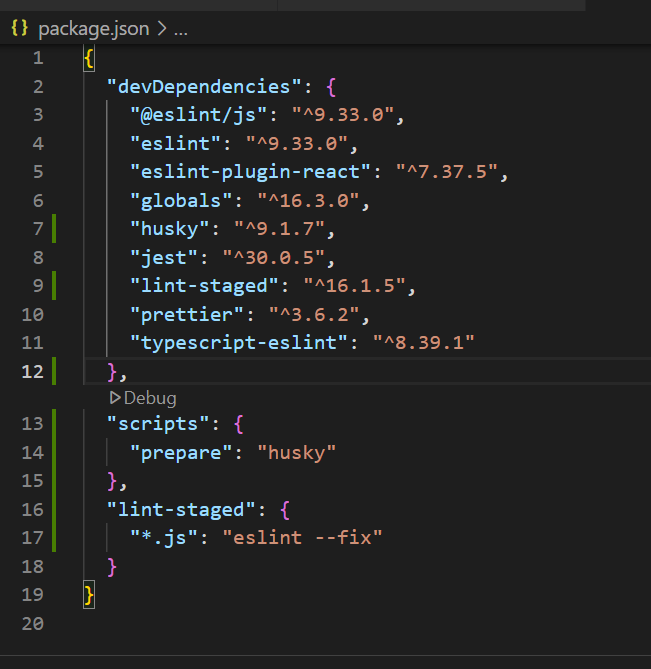 {} package.json > ...
1 {
2 "devDependencies": {
3 "@eslint/js": "^9.33.0",
4 "eslint": "^9.33.0",
5 "eslint-plugin-react": "^7.37.5",
6 "globals": "^16.3.0",
7 "husky": "^9.1.7",
8 "jest": "^30.0.5",
9 "lint-staged": "^16.1.5",
10 "prettier": "^3.6.2",
11 "typescript-eslint": "^8.39.1"
12 },
Debug
13 "scripts": {
14 "prepare": "husky"
15 },
16 "lint-staged": {
17 "*.js": "eslint --fix"
18 }
19 }
20